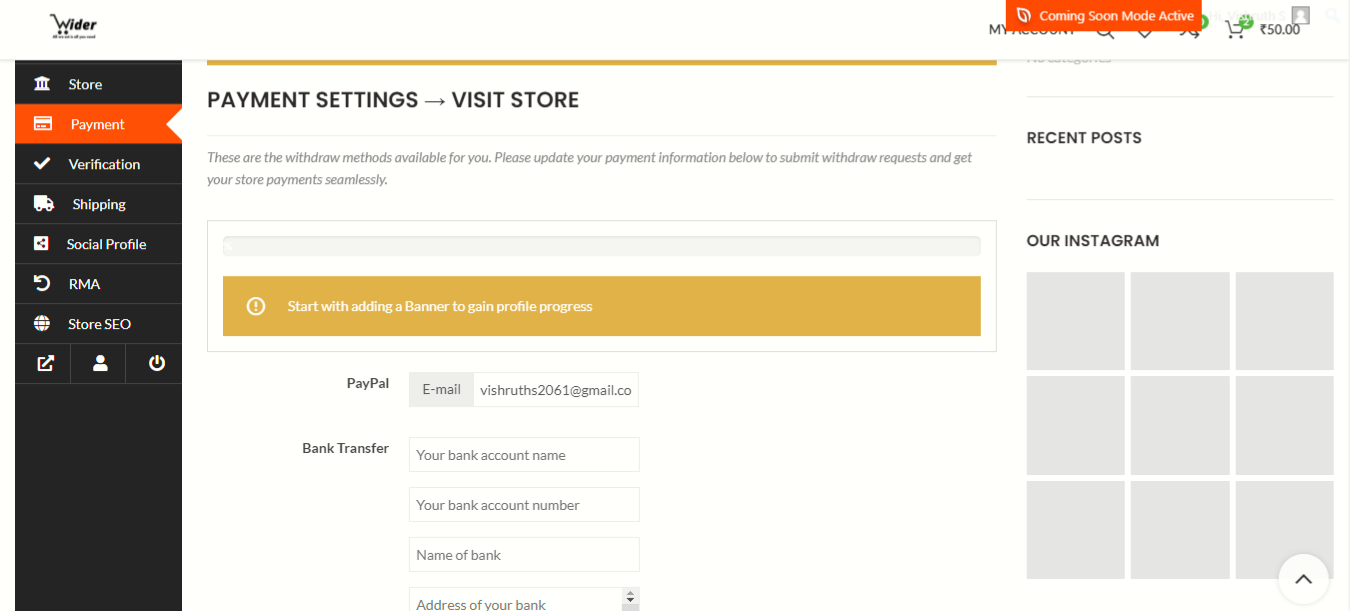 Wider
Coming Soon Mode Active
MY ACCOUNT
2
₹50.00
No categories
Store
Payment
Verification
Shipping
Social Profile
RMA
Store SEO
PAYMENT SETTINGS → VISIT STORE
These are the withdraw methods available for you. Please update your payment information below to submit withdraw requests and get
your store payments seamlessly.
Start with adding a Banner to gain profile progress
PayPal
E-mail
vishruths2061@gmail.co
Bank Transfer
Your bank account name
Your bank account number
Name of bank
Address of your bank
RECENT POSTS
OUR INSTAGRAM